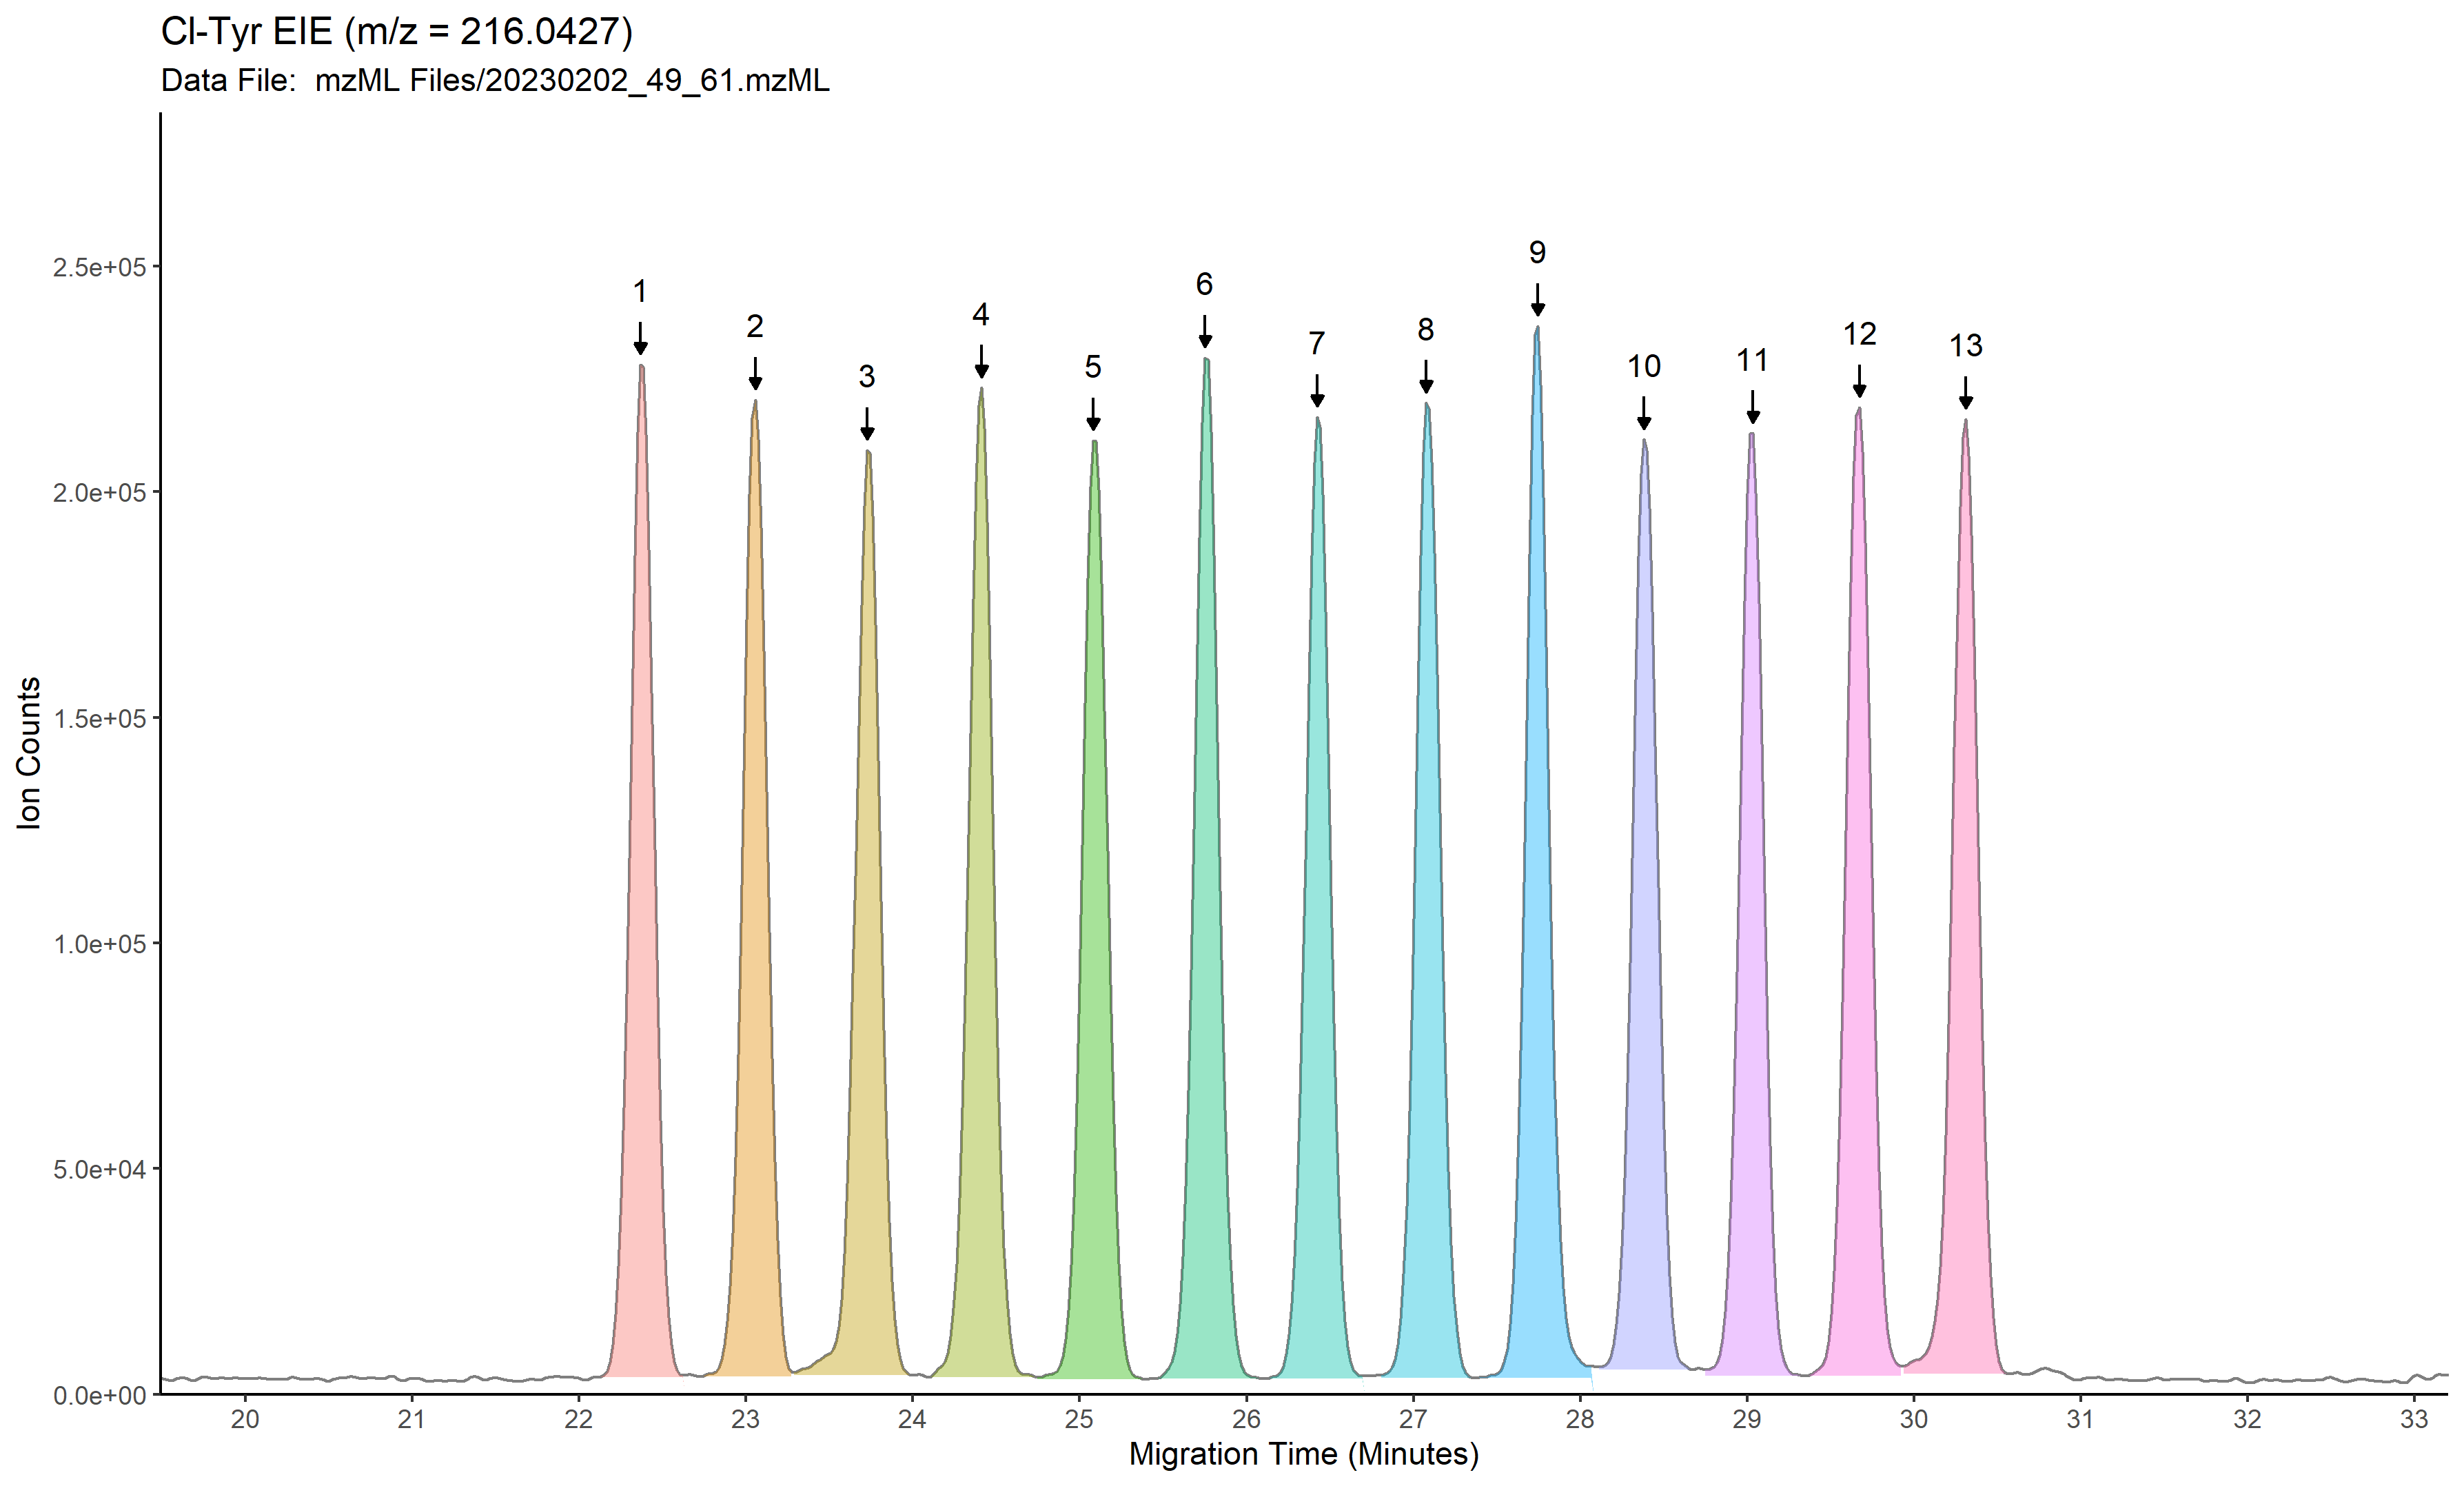 Cl-Tyr EIE (m/z = 216.0427)
Data File:  mzML Files/20230202_49_61.mzML
2.5e+05
2.0e+05
1.5e+05
1.0e+05
5.0e+04
0.0e+00
Ion Counts
1
2
3
4
5
6
7
8
9
10
11
12
13
20
21
22
23
24
25
26
27
28
29
30
31
32
33
Migration Time (Minutes)